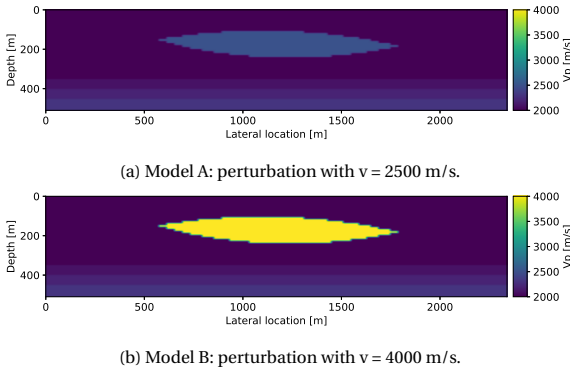 0
200
400
Depth [m]
0 500 1000 1500 2000
Lateral location [m]
4000
3500
3000
2500
2000
Vp [m/s]
(a) Model A: perturbation with v = 2500 m/s.
0
200
400
Depth [m]
0 500 1000 1500 2000
Lateral location [m]
4000
3500
3000
2500
2000
Vp [m/s]
(b) Model B: perturbation with v = 4000 m/s.